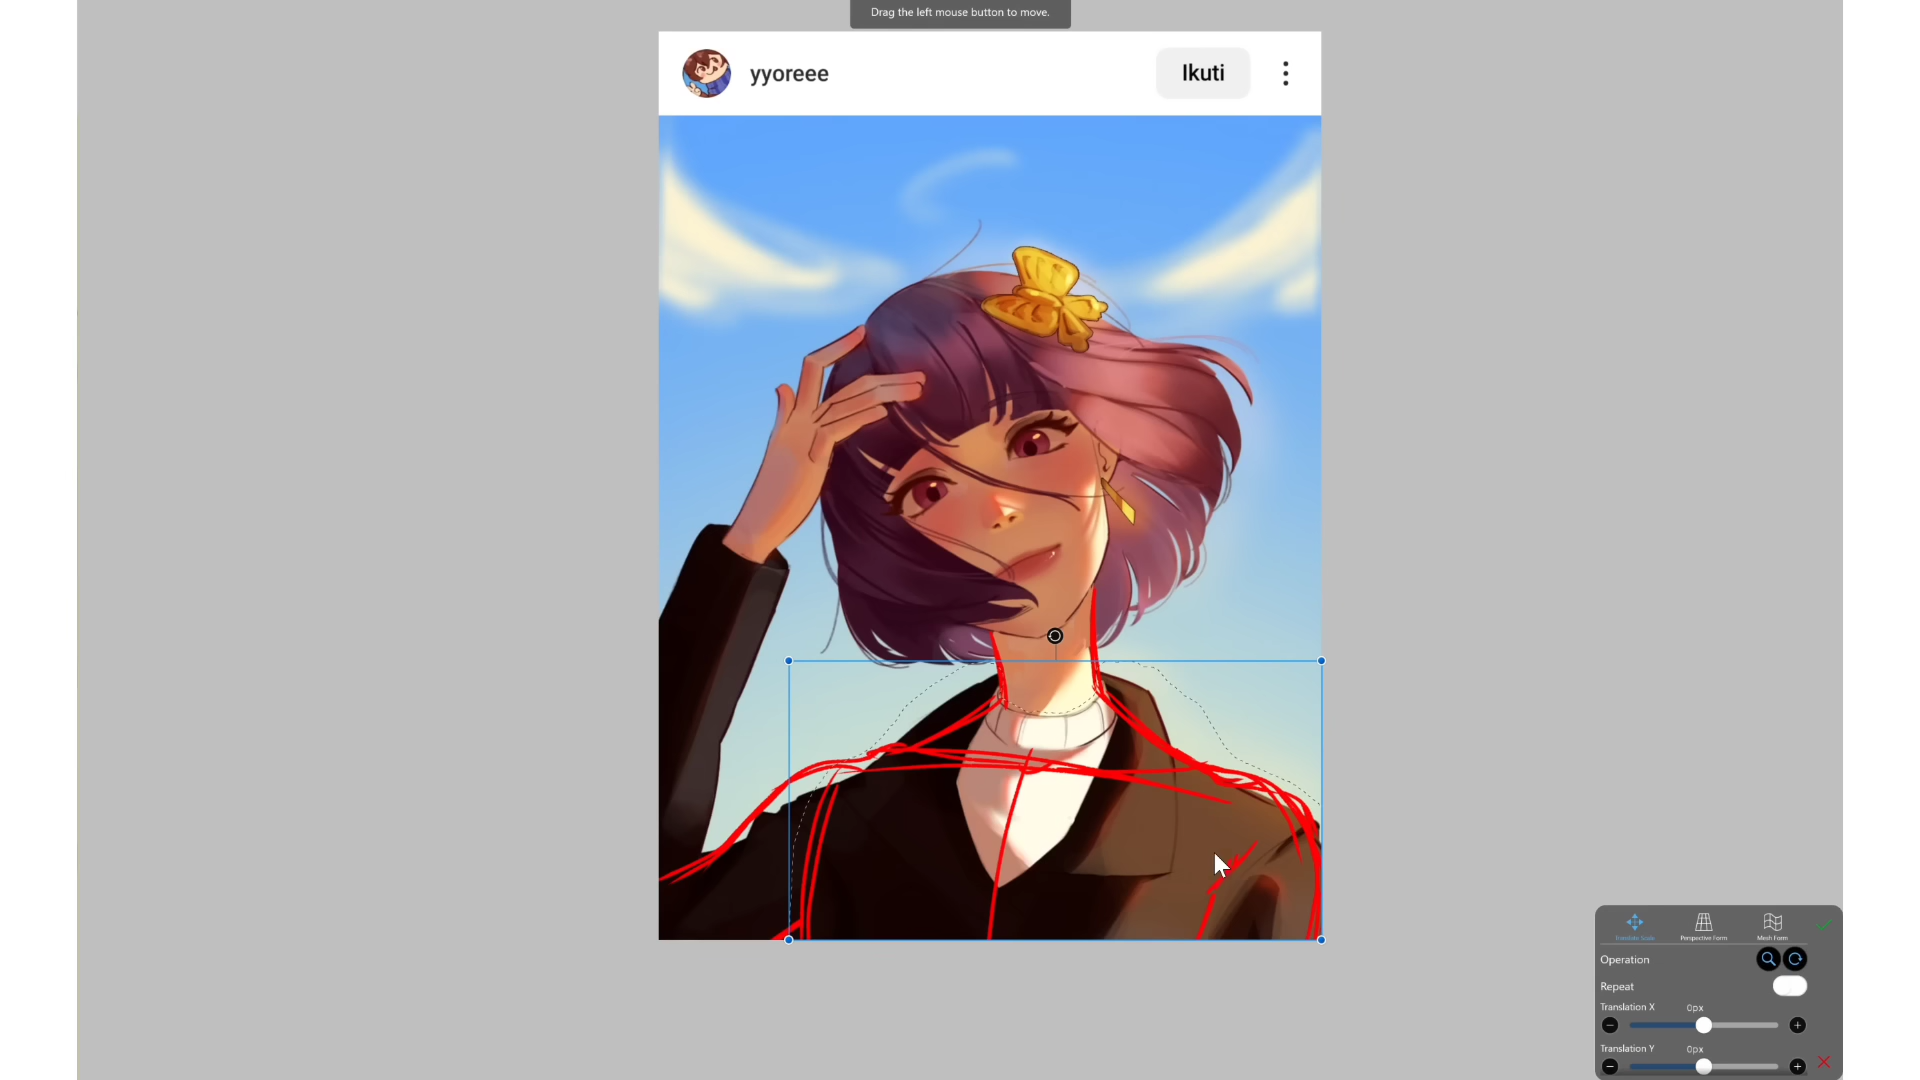 Drag the left mouse button to move.
yyoreee
Ikuti
Translate Scale
Perspective Form
Mesh Form
Operation
Repeat
Translation X 0px
Translation Y 0px